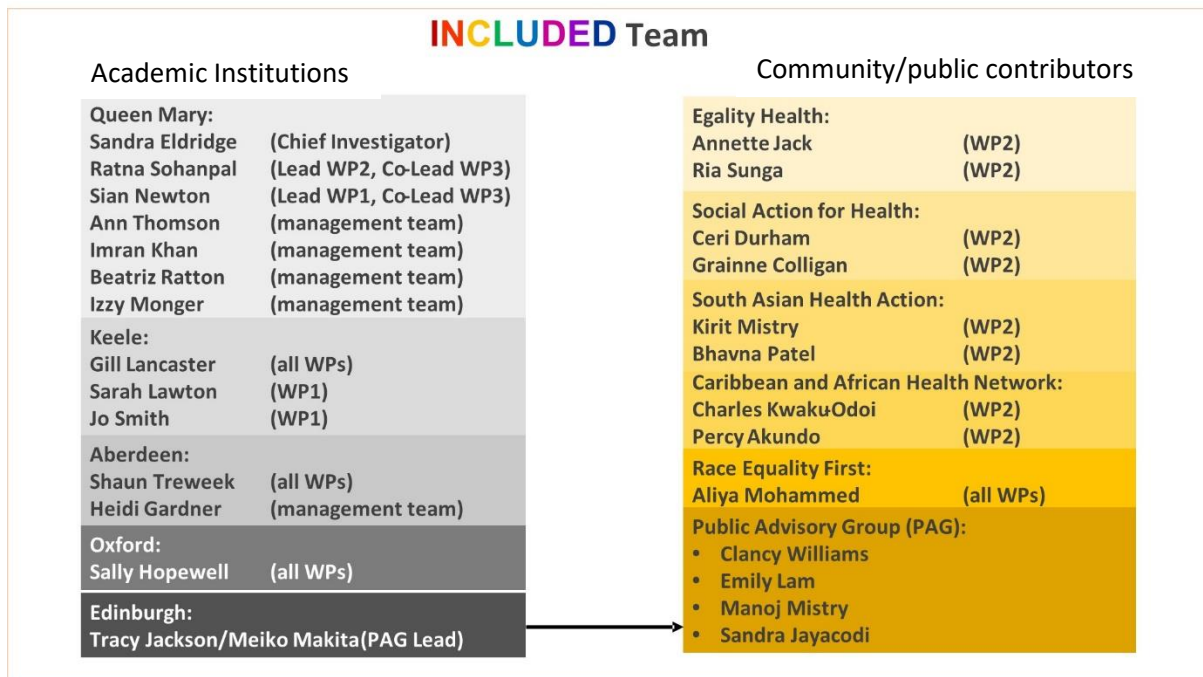 INCLUDED Team
Academic Institutions
Queen Mary:
Sandra Eldridge (Chief Investigator)
Ratna Sohanpal (Lead WP2, Co-Lead WP3)
Sian Newton (Lead WP1, Co-Lead WP3)
Ann Thomson (management team)
Imran Khan (management team)
Beatriz Ratton (management team)
Izzy Monger (management team)
Keele:
Gill Lancaster (all WPs)
Sarah Lawton (WP1)
Jo Smith (WP1)
Aberdeen:
Shaun Treweek (all WPs)
Heidi Gardner (management team)
Oxford:
Sally Hopewell (all WPs)
Edinburgh:
Tracy Jackson/Meiko Makita(PAG Lead)
Community/public contributors
Egality Health:
Annette Jack (WP2)
Ria Sunga (WP2)
Social Action for Health:
Ceri Durham (WP2)
Grainne Colligan (WP2)
South Asian Health Action:
Kirit Mistry (WP2)
Bhavna Patel (WP2)
Caribbean and African Health Network:
Charles Kwaku-Odoi (WP2)
Percy Akundo (WP2)
Race Equality First:
Aliya Mohammed (all WPs)
Public Advisory Group (PAG):
• Clancy Williams
• Emily Lam
• Manoj Mistry
• Sandra Jayacodi